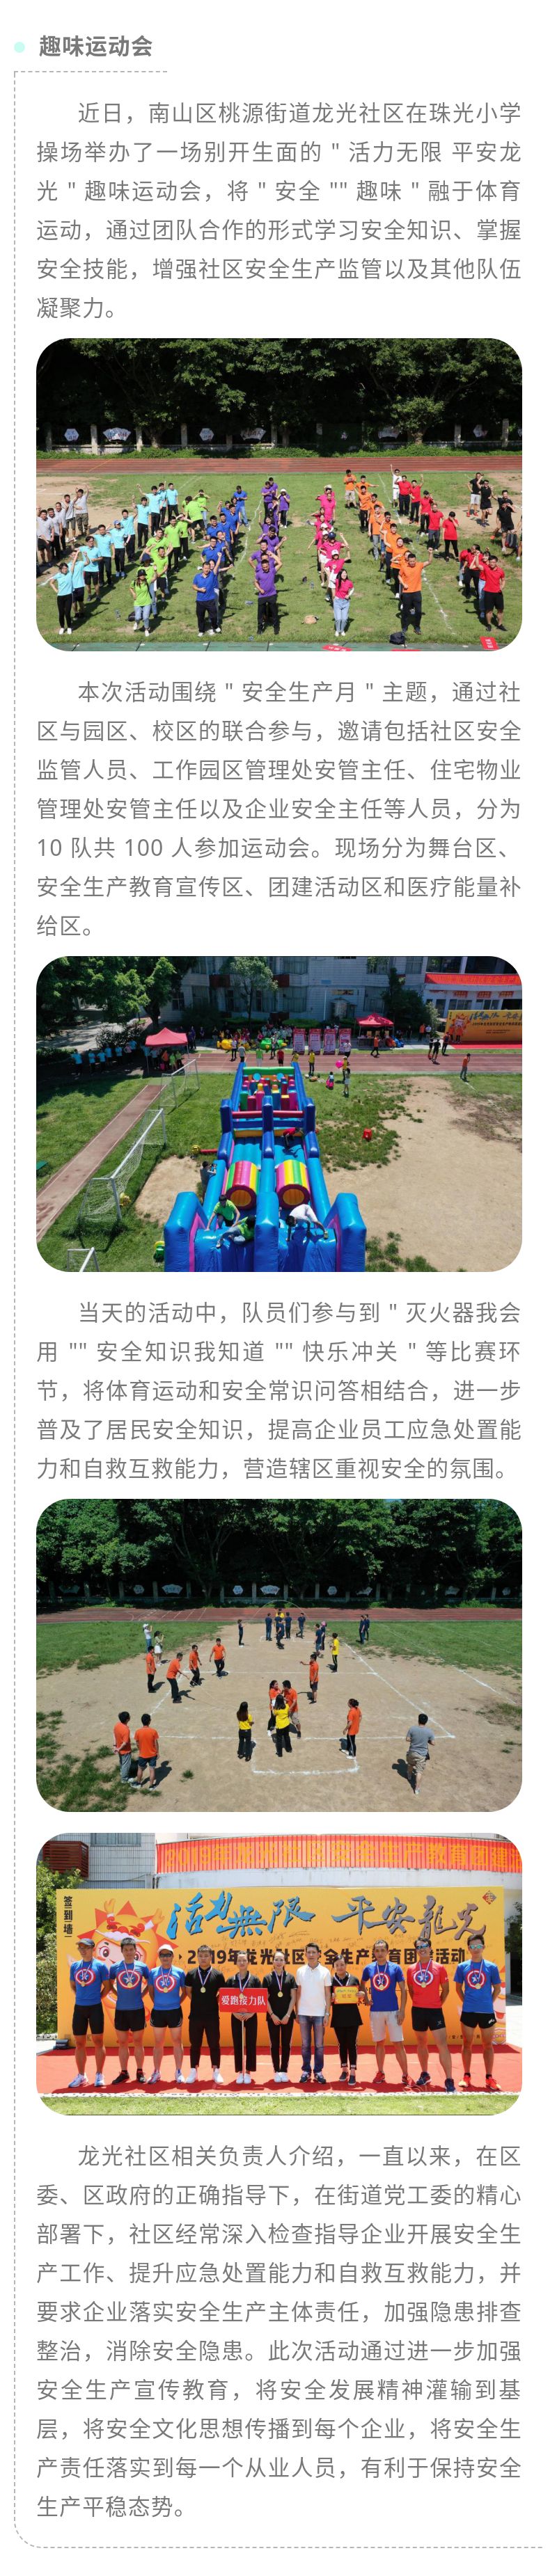 趣味运动会
近日，南山区桃源街道龙光社区在珠光小学
操场举办了一场别开生面的 " 活力无限 平安龙
光 " 趣味运动会，将 " 安全 "" 趣味 " 融于体育
运动，通过团队合作的形式学习安全知识、掌握
安全技能，增强社区安全生产监管以及其他队伍
凝聚力。
本次活动围绕 " 安全生产月 " 主题，通过社
区与园区、校区的联合参与，邀请包括社区安全
监管人员、工作园区管理处安管主任、住宅物业
管理处安管主任以及企业安全主任等人员，分为
10 队共 100 人参加运动会。现场分为舞台区、
安全生产教育宣传区、团建活动区和医疗能量补
给区。
当天的活动中，队员们参与到 " 灭火器我会
用 "" 安全知识我知道 "" 快乐冲关 " 等比赛环
节，将体育运动和安全常识问答相结合，进一步
普及了居民安全知识，提高企业员工应急处置能
力和自救互救能力，营造辖区重视安全的氛围。
签到墙
活力無限 平安龍光
2019年龙光社区安全生产教育团建活动
爱跑接力队
龙光社区相关负责人介绍，一直以来，在区
委、区政府的正确指导下，在街道党工委的精心
部署下，社区经常深入检查指导企业开展安全生
产工作、提升应急处置能力和自救互救能力，并
要求企业落实安全生产主体责任，加强隐患排查
整治，消除安全隐患。此次活动通过进一步加强
安全生产宣传教育，将安全发展精神灌输到基
层，将安全文化思想传播到每个企业，将安全生
产责任落实到每一个从业人员，有利于保持安全
生产平稳态势。